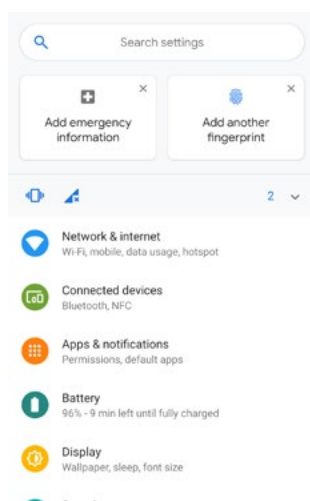 Search settings
Add emergency
information
Add another
fingerprint
2
Network & internet
Wi-Fi, mobile, data usage, hotspot
Connected devices
Bluetooth, NFC
Apps & notifications
Permissions, default apps
Battery
96% - 9 min left until fully charged
Display
Wallpaper, sleep, font size